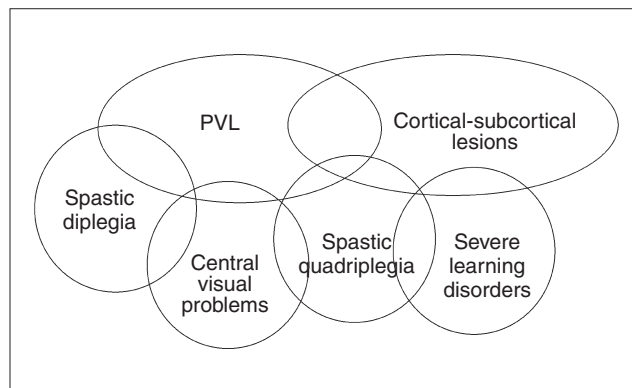 PVL
Cortical-subcortical
lesions
Spastic
diplegia
Central
visual
problems
Spastic
quadriplegia
Severe
learning
disorders